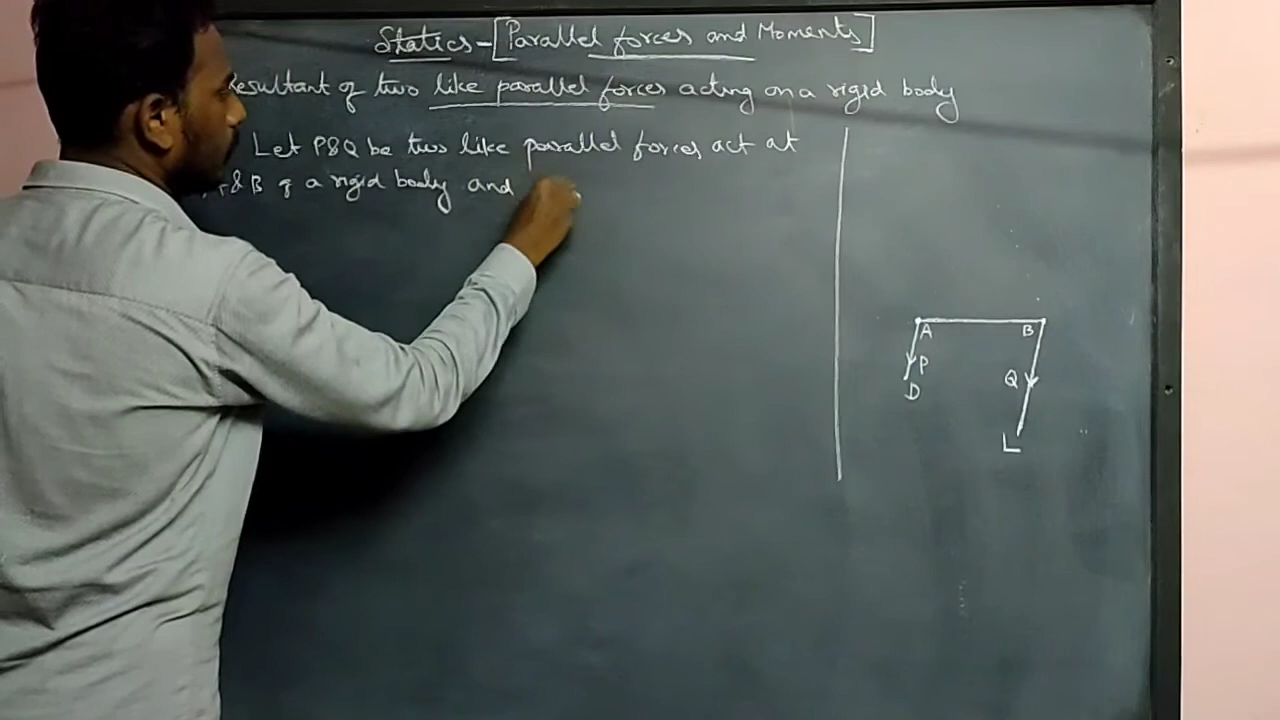 Statics - [Parallel forces and Moments]
Resultant of two like parallel forces acting on a rigid body
Let P&Q be two like parallel forces act at
&B of a rigid body and
A B
P
Q
D
L